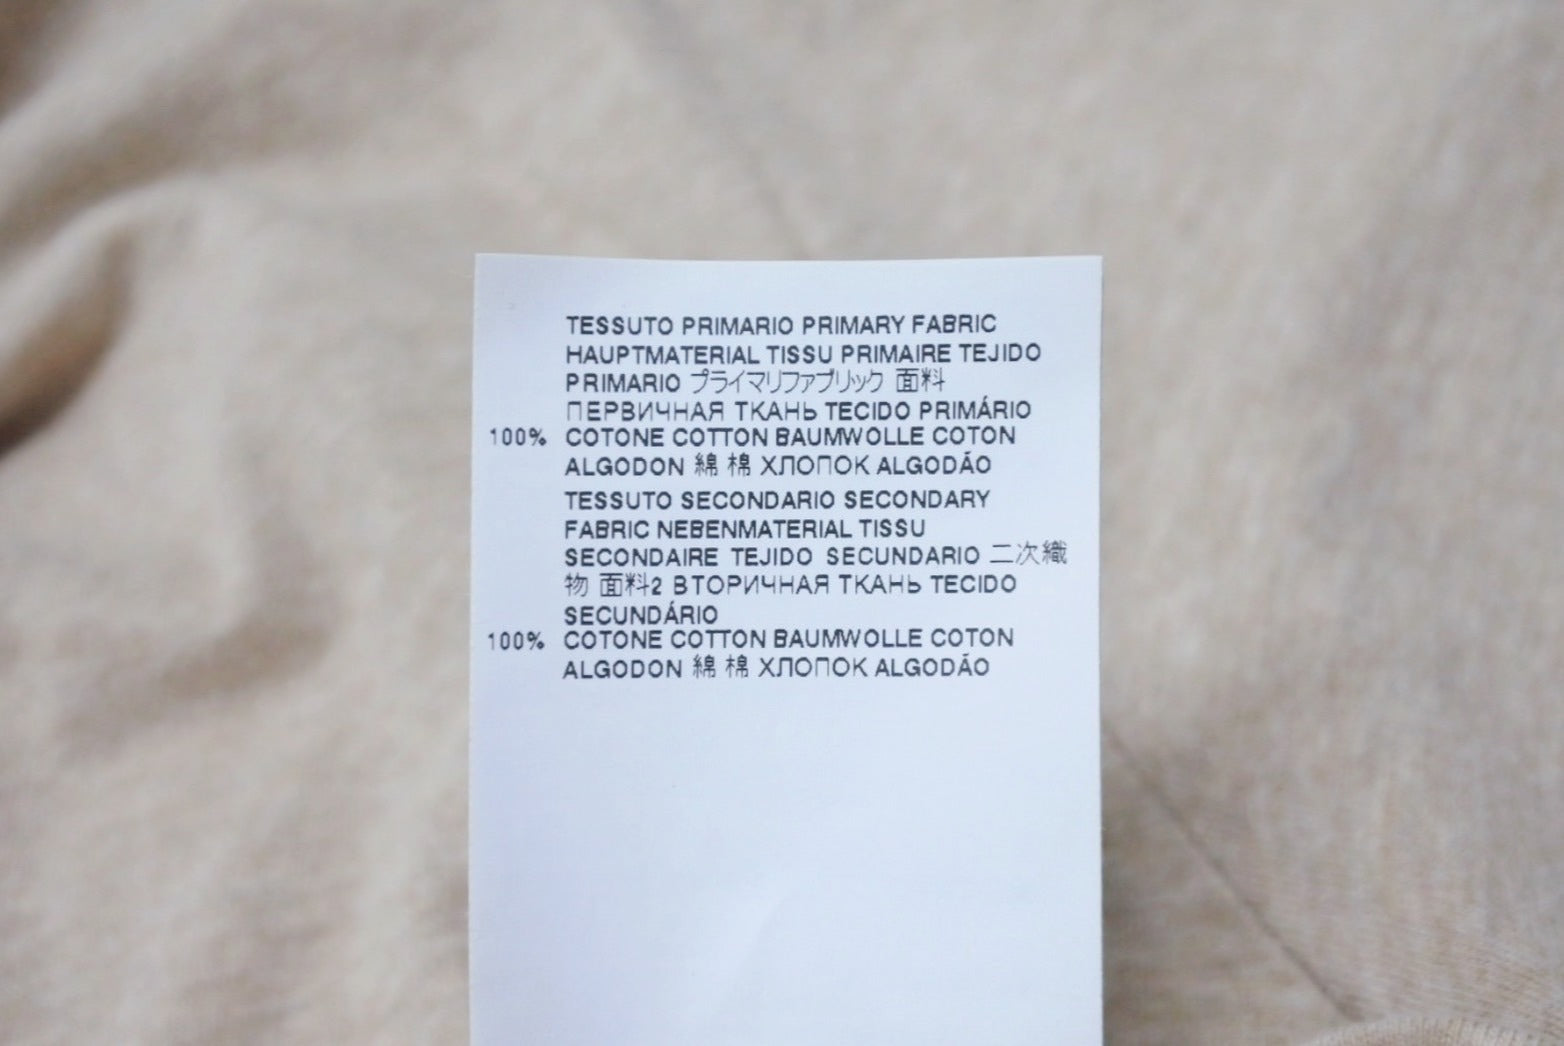 TESSUTO PRIMARIO PRIMARY FABRIC
HAUPTMATERIAL TISSU PRIMAIRE TEJIDO
PRIMARIO プライマリファブリック 面料
ПЕРВИЧНАЯ ТКАНЬ TECIDO PRIMÁRIO
100% COTONE COTTON BAUMWOLLE COTON
ALGODON 綿 棉 ХЛОПОК ALGODÃO
TESSUTO SECONDARIO SECONDARY
FABRIC NEBENMATERIAL TISSU
SECONDAIRE TEJIDO SECUNDARIO 二次織
物 面料2 ВТОРИЧНАЯ ТКАНЬ TECIDO
SECUNDÁRIO
100% COTONE COTTON BAUMWOLLE COTON
ALGODON 綿 棉 ХЛОПОК ALGODÃO